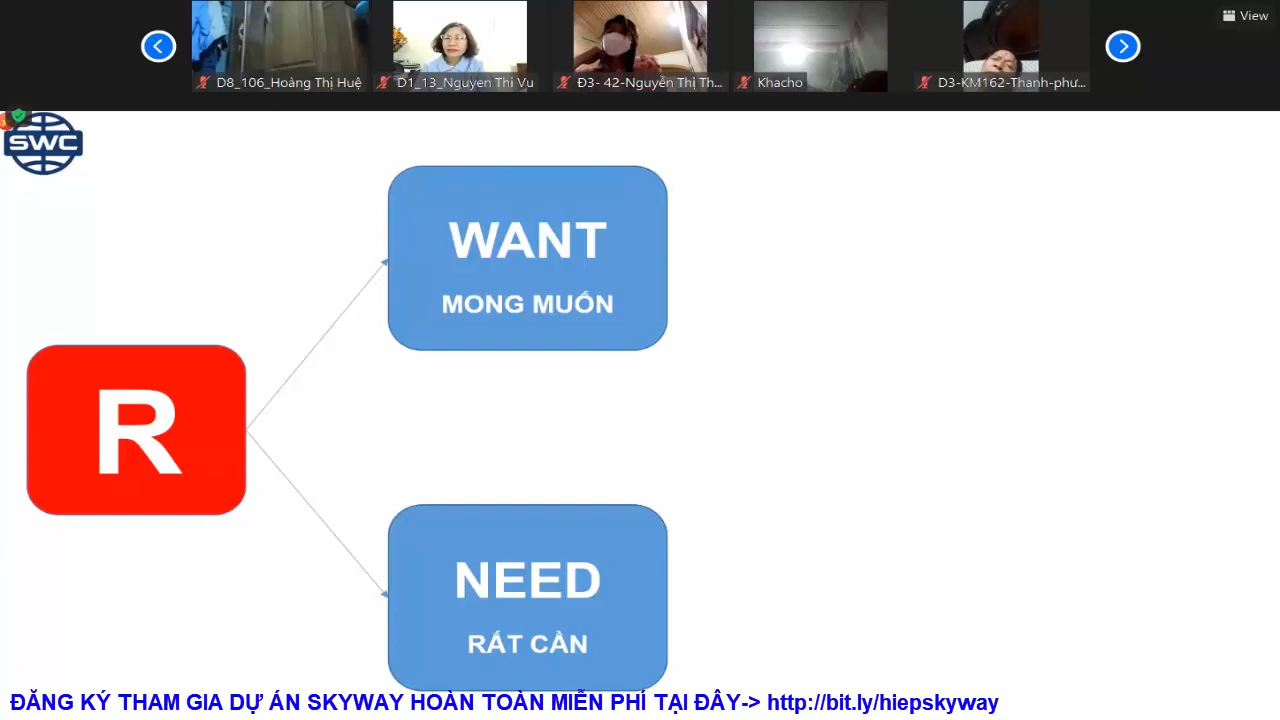 View
D8_106_Hoàng Thị Huệ
D1_13_Nguyen Thi Vu
Đ3- 42-Nguyễn Thị Th...
Khacho
D3-KM162-Thanh-phư...
SWC
WANT
MONG MUỐN
R
NEED
RẤT CẦN
ĐĂNG KÝ THAM GIA DỰ ÁN SKYWAY HOÀN TOÀN MIỄN PHÍ TẠI ĐÂY-> http://bit.ly/hiepskyway